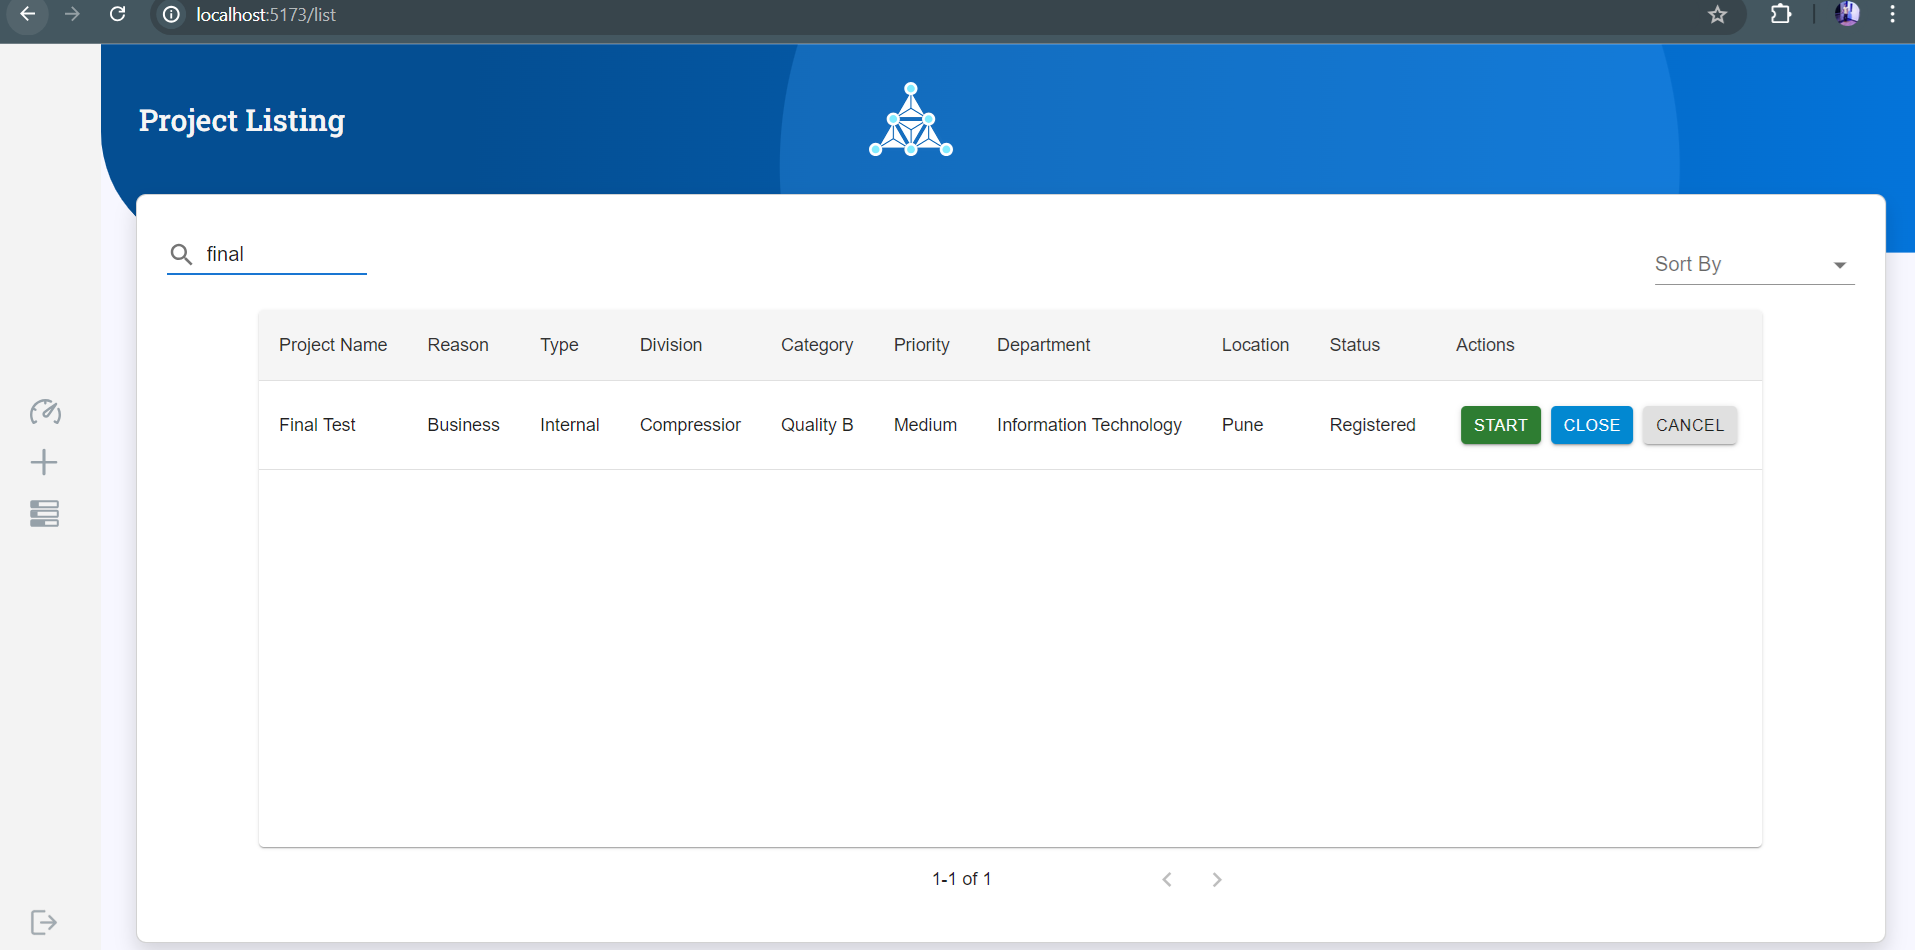 localhost:5173/list
Project Listing
final
Sort By
Project Name Reason Type Division Category Priority Department Location Status Actions
Final Test Business Internal Compressior Quality B Medium Information Technology Pune Registered START CLOSE CANCEL
1-1 of 1